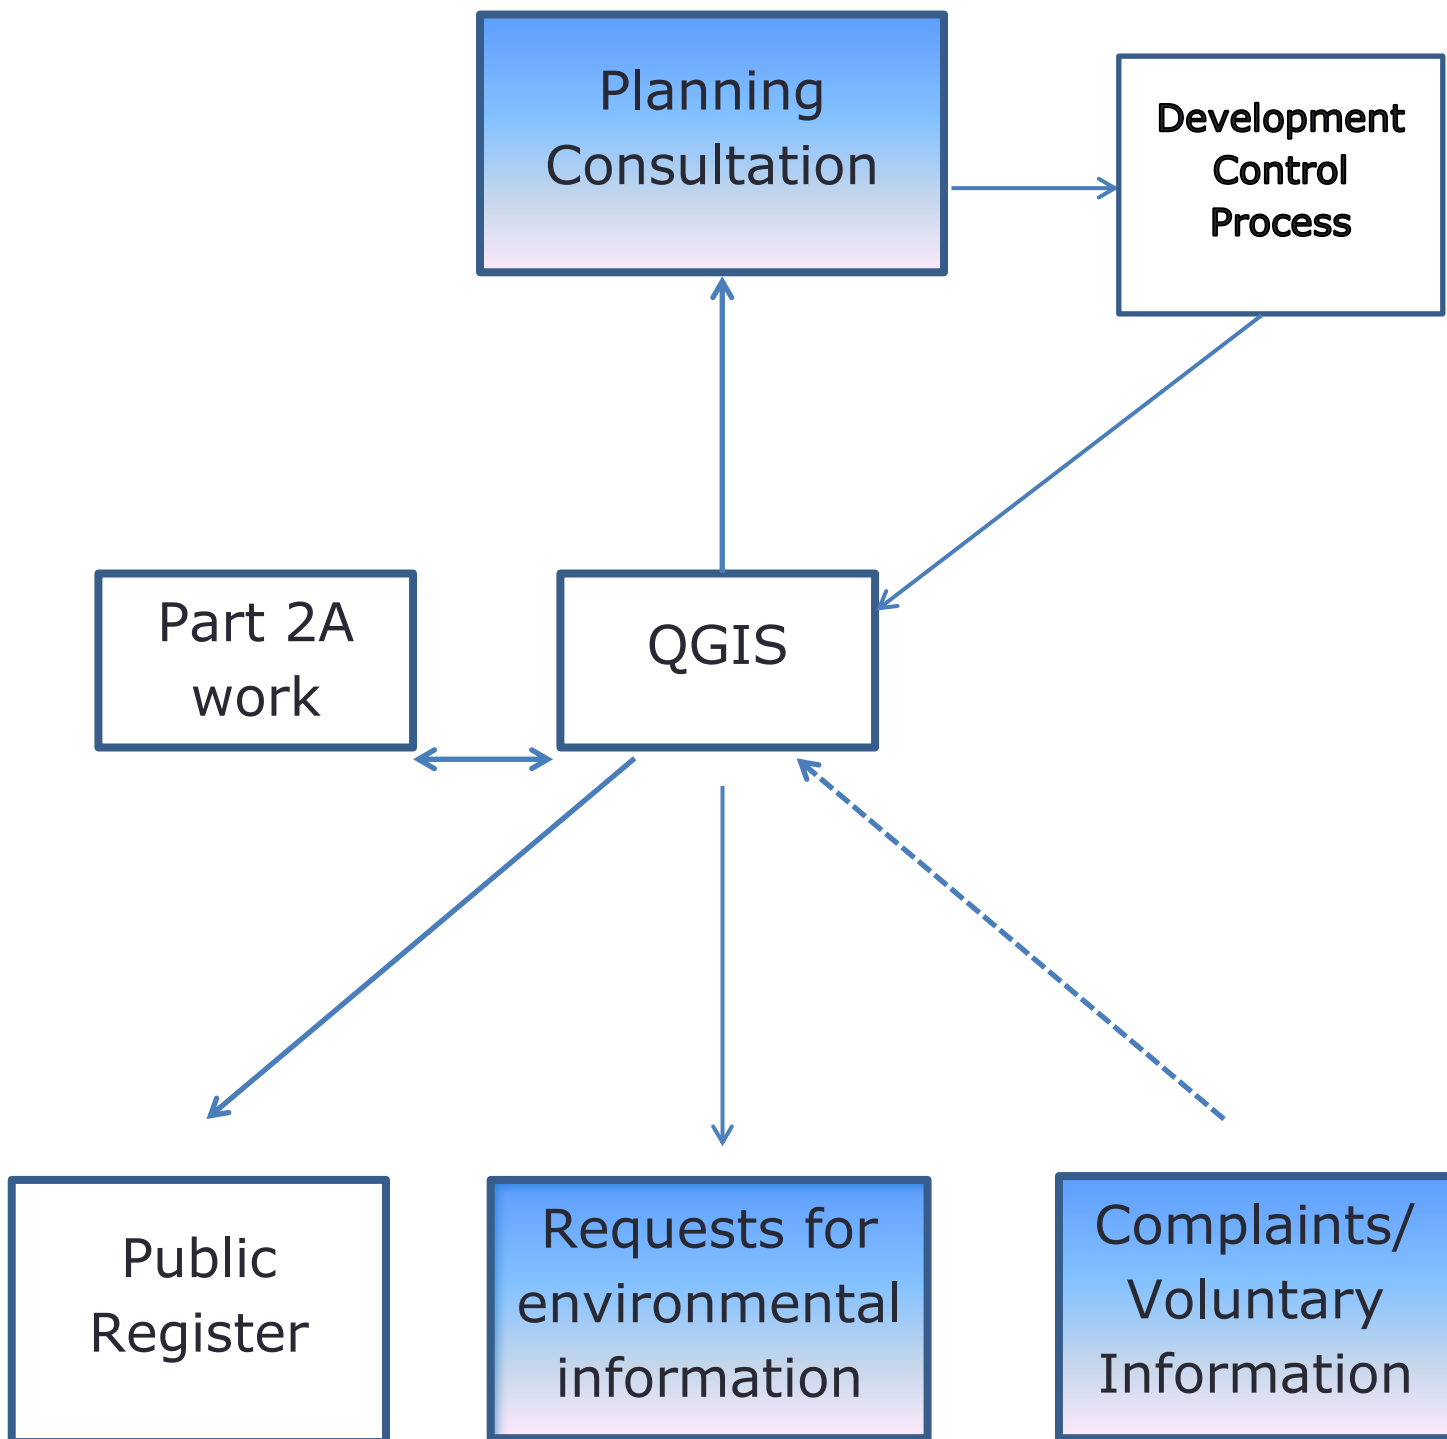 Planning
Consultation
Development
Control
Process
Part 2A
work
QGIS
Public
Register
Requests for
environmental
information
Complaints/
Voluntary
Information